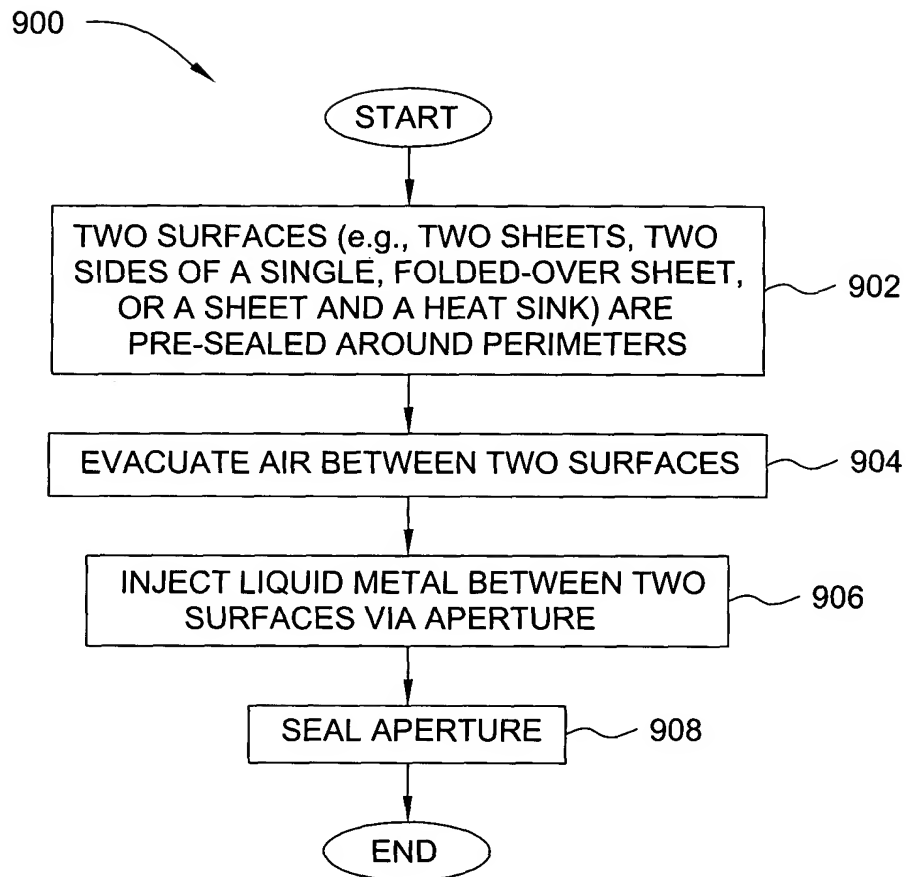 900
START
TWO SURFACES (e.g., TWO SHEETS, TWO
SIDES OF A SINGLE, FOLDED-OVER SHEET,
OR A SHEET AND A HEAT SINK) ARE
PRE-SEALED AROUND PERIMETERS
902
EVACUATE AIR BETWEEN TWO SURFACES
904
INJECT LIQUID METAL BETWEEN TWO
SURFACES VIA APERTURE
906
SEAL APERTURE
908
END